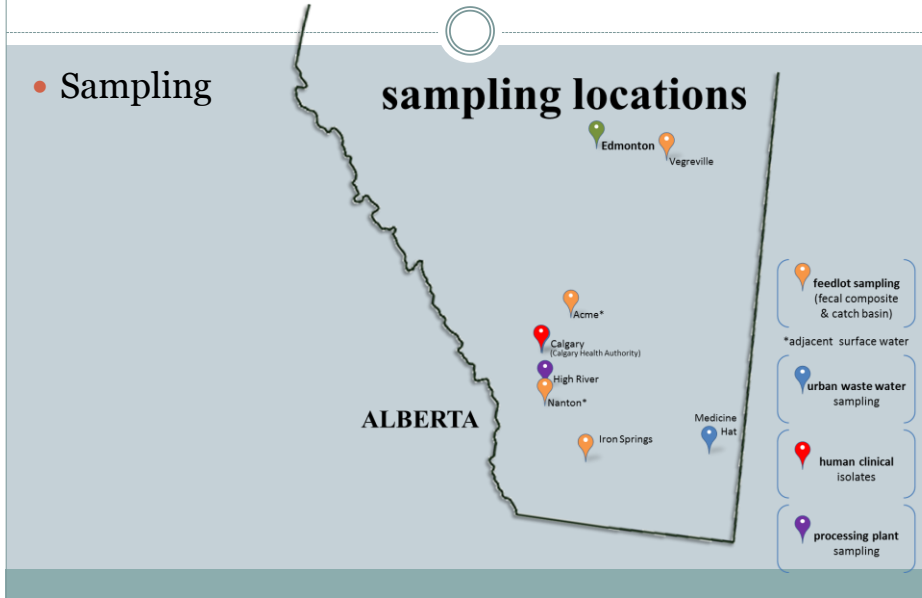 • Sampling
sampling locations
Edmonton
Vegreville
Acme*
Calgary
(Calgary Health Authority)
High River
Nanton*
ALBERTA
Iron Springs
Medicine
Hat
feedlot sampling
(fecal composite
& catch basin)
*adjacent surface water
urban waste water
sampling
human clinical
isolates
processing plant
sampling